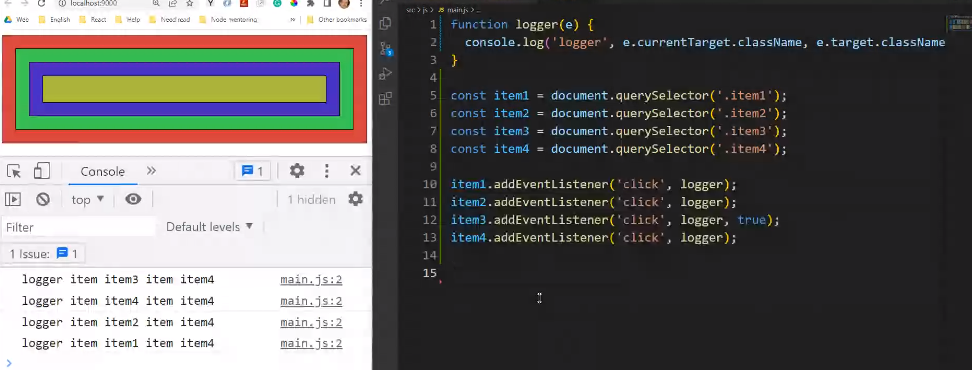 localhost:9000
Wee English React HTML Need read Node mentoring » Other bookmarks
Console » 1
top 1 hidden
Filter Default levels
1 Issue: 1
logger item item3 item item4 main.js:2
logger item item4 item item4 main.js:2
logger item item2 item item4 main.js:2
logger item item1 item item4 main.js:2
>
src > js > main.js > ...
1 function logger(e) {
2 console.log('logger', e.currentTarget.className, e.target.className
3 }
4
5 const item1 = document.querySelector('.item1');
6 const item2 = document.querySelector('.item2');
7 const item3 = document.querySelector('.item3');
8 const item4 = document.querySelector('.item4');
9
10 item1.addEventListener('click', logger);
11 item2.addEventListener('click', logger);
12 item3.addEventListener('click', logger, true);
13 item4.addEventListener('click', logger);
14
15